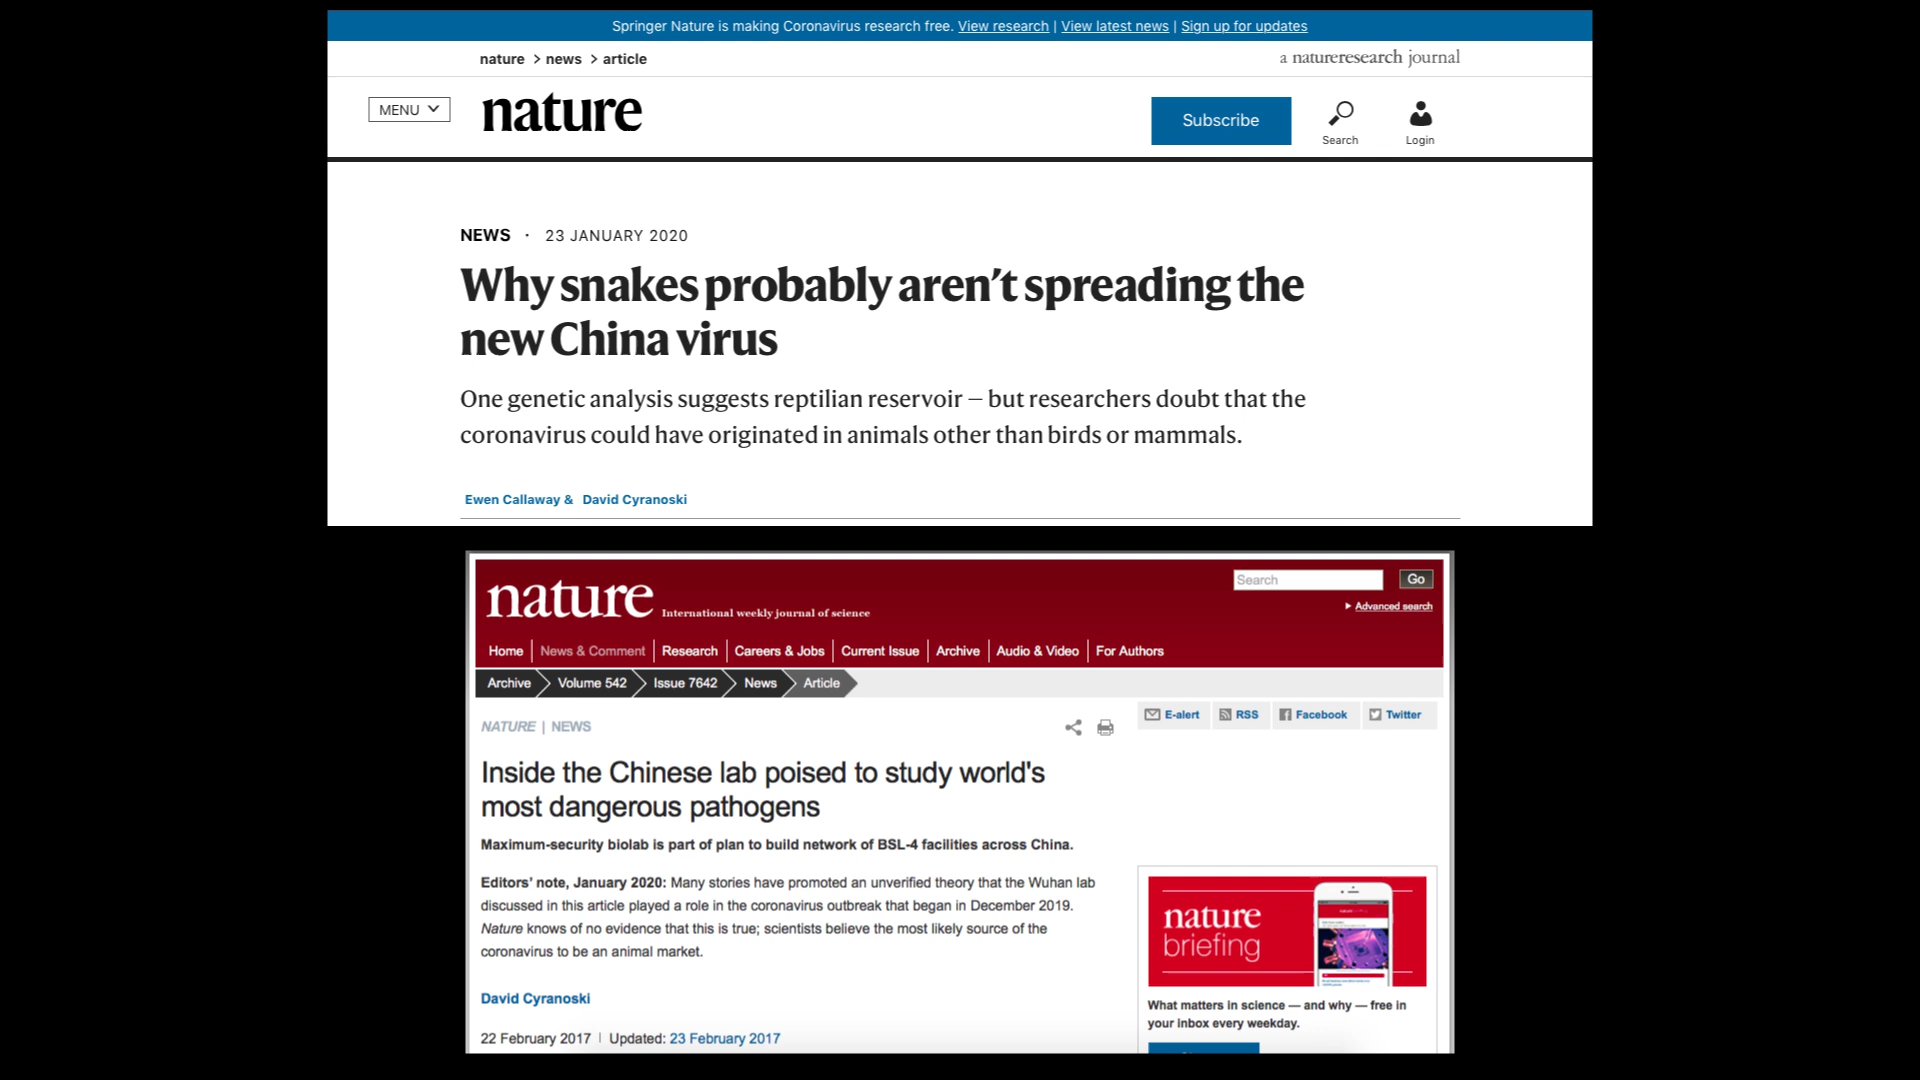 Springer Nature is making Coronavirus research free. View research | View latest news | Sign up for updates
nature > news > article
a natureresearch journal
MENU
nature
Subscribe
Search
Login
NEWS · 23 JANUARY 2020
Why snakes probably aren’t spreading the
new China virus
One genetic analysis suggests reptilian reservoir — but researchers doubt that the
coronavirus could have originated in animals other than birds or mammals.
Ewen Callaway & David Cyranoski
nature International weekly journal of science
Search
Go
Advanced search
Home News & Comment Research Careers & Jobs Current Issue Archive Audio & Video For Authors
Archive Volume 542 Issue 7642 News Article
NATURE | NEWS
E-alert RSS Facebook Twitter
Inside the Chinese lab poised to study world's
most dangerous pathogens
Maximum-security biolab is part of plan to build network of BSL-4 facilities across China.
Editors’ note, January 2020: Many stories have promoted an unverified theory that the Wuhan lab
discussed in this article played a role in the coronavirus outbreak that began in December 2019.
Nature knows of no evidence that this is true; scientists believe the most likely source of the
coronavirus to be an animal market.
David Cyranoski
22 February 2017 | Updated: 23 February 2017
nature
briefing
What matters in science — and why — free in
your inbox every weekday.